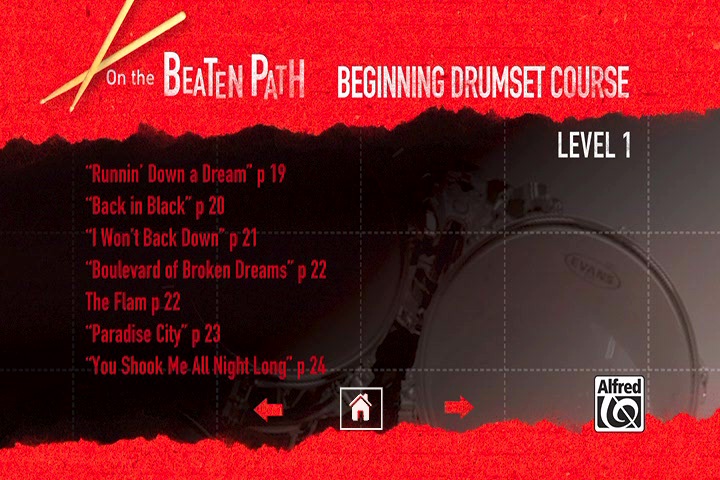 On the BEATEN PATH BEGINNING DRUMSET COURSE
LEVEL 1
“Runnin’ Down a Dream” p 19
“Back in Black” p 20
“I Won’t Back Down” p 21
“Boulevard of Broken Dreams” p 22
The Flam p 22
“Paradise City” p 23
“You Shook Me All Night Long” p 24
EVANS
Alfred